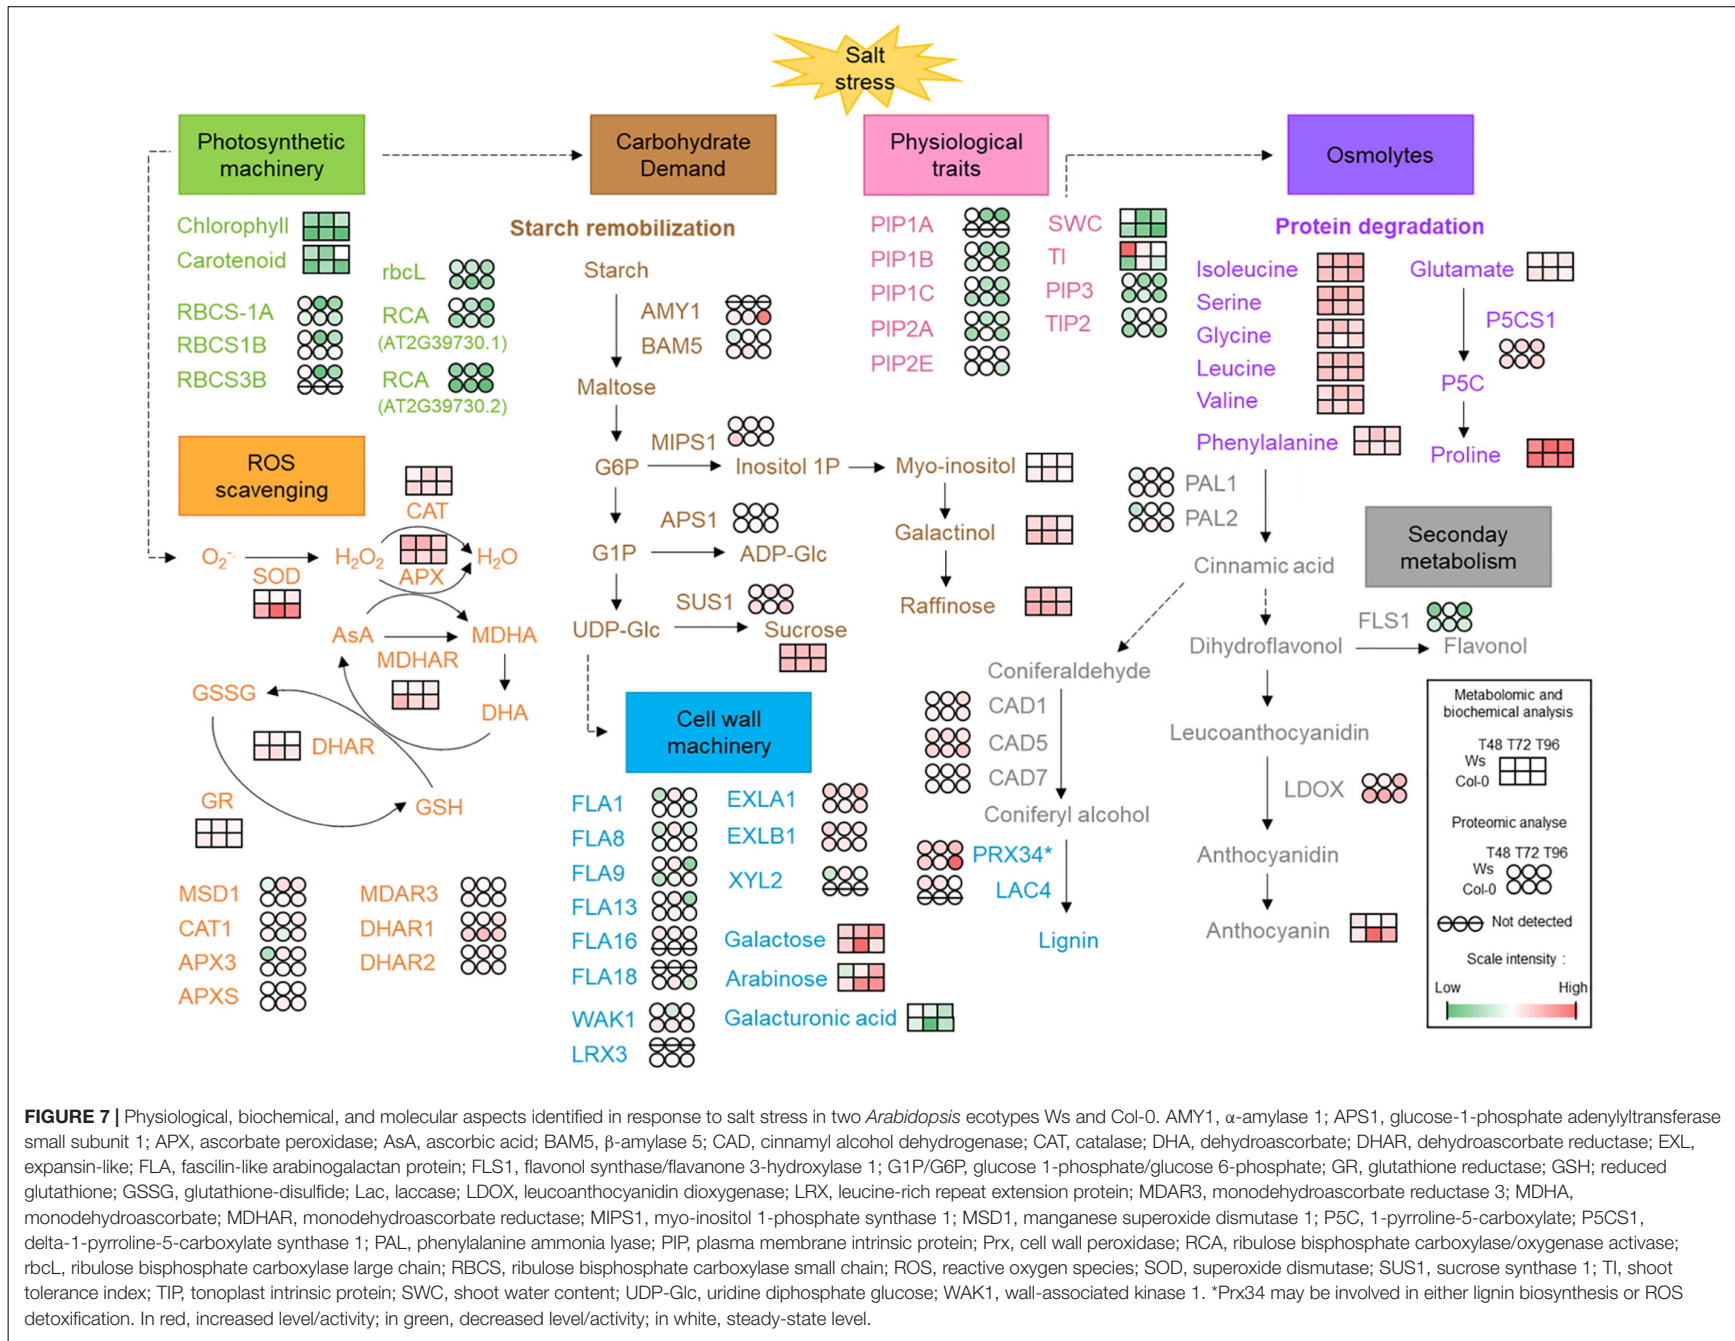 Salt
stress
Photosynthetic
machinery
Chlorophyll
Carotenoid
RBCS-1A
RBCS1B
RBCS3B
rbcL
RCA
(AT2G39730.1)
RCA
(AT2G39730.2)
Carbohydrate
Demand
Starch remobilization
Starch
AMY1
BAM5
Maltose
MIPS1
G6P
Inositol 1P
Myo-inositol
APS1
Galactinol
G1P
ADP-Glc
SUS1
Raffinose
UDP-Glc
Sucrose
Physiological
traits
PIP1A
PIP1B
PIP1C
PIP2A
PIP2E
SWC
TI
PIP3
TIP2
Osmolytes
Protein degradation
Isoleucine
Serine
Glycine
Leucine
Valine
Phenylalanine
Glutamate
P5CS1
P5C
Proline
ROS
scavenging
CAT
O₂⁻·
SOD
H₂O₂
H₂O
APX
AsA
MDHA
MDHAR
GSSG
DHA
DHAR
GR
GSH
MSD1
CAT1
APX3
APXS
MDAR3
DHAR1
DHAR2
Cell wall
machinery
FLA1
FLA8
FLA9
FLA13
FLA16
FLA18
WAK1
LRX3
EXLA1
EXLB1
XYL2
Galactose
Arabinose
Galacturonic acid
PAL1
PAL2
Seconday
metabolism
Cinnamic acid
FLS1
Dihydroflavonol
Flavonol
Coniferaldehyde
CAD1
CAD5
CAD7
Coniferyl alcohol
PRX34*
LAC4
Lignin
Leucoanthocyanidin
LDOX
Anthocyanidin
Anthocyanin
Metabolomic and
biochemical analysis
T48 T72 T96
Ws
Col-0
Proteomic analyse
T48 T72 T96
Ws
Col-0
Not detected
Scale intensity :
Low High
FIGURE 7 | Physiological, biochemical, and molecular aspects identified in response to salt stress in two Arabidopsis ecotypes Ws and Col-0. AMY1, α-amylase 1; APS1, glucose-1-phosphate adenylyltransferase
small subunit 1; APX, ascorbate peroxidase; AsA, ascorbic acid; BAM5, β-amylase 5; CAD, cinnamyl alcohol dehydrogenase; CAT, catalase; DHA, dehydroascorbate; DHAR, dehydroascorbate reductase; EXL,
expansin-like; FLA, fascilin-like arabinogalactan protein; FLS1, flavonol synthase/flavanone 3-hydroxylase 1; G1P/G6P, glucose 1-phosphate/glucose 6-phosphate; GR, glutathione reductase; GSH; reduced
glutathione; GSSG, glutathione-disulfide; Lac, laccase; LDOX, leucoanthocyanidin dioxygenase; LRX, leucine-rich repeat extension protein; MDAR3, monodehydroascorbate reductase 3; MDHA,
monodehydroascorbate; MDHAR, monodehydroascorbate reductase; MIPS1, myo-inositol 1-phosphate synthase 1; MSD1, manganese superoxide dismutase 1; P5C, 1-pyrroline-5-carboxylate; P5CS1,
delta-1-pyrroline-5-carboxylate synthase 1; PAL, phenylalanine ammonia lyase; PIP, plasma membrane intrinsic protein; Prx, cell wall peroxidase; RCA, ribulose bisphosphate carboxylase/oxygenase activase;
rbcL, ribulose bisphosphate carboxylase large chain; RBCS, ribulose bisphosphate carboxylase small chain; ROS, reactive oxygen species; SOD, superoxide dismutase; SUS1, sucrose synthase 1; TI, shoot
tolerance index; TIP, tonoplast intrinsic protein; SWC, shoot water content; UDP-Glc, uridine diphosphate glucose; WAK1, wall-associated kinase 1. *Prx34 may be involved in either lignin biosynthesis or ROS
detoxification. In red, increased level/activity; in green, decreased level/activity; in white, steady-state level.